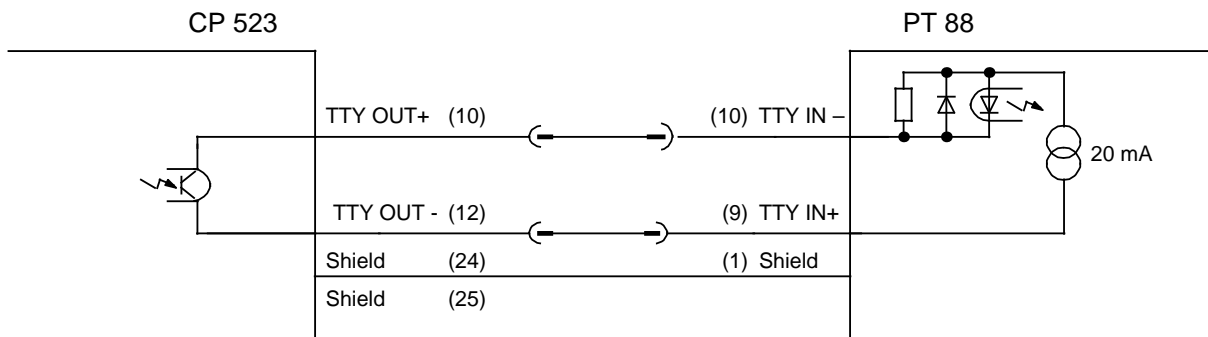 CP 523 PT 88
TTY OUT+ (10) (10) TTY IN –
20 mA
TTY OUT - (12) (9) TTY IN+
Shield (24) (1) Shield
Shield (25)